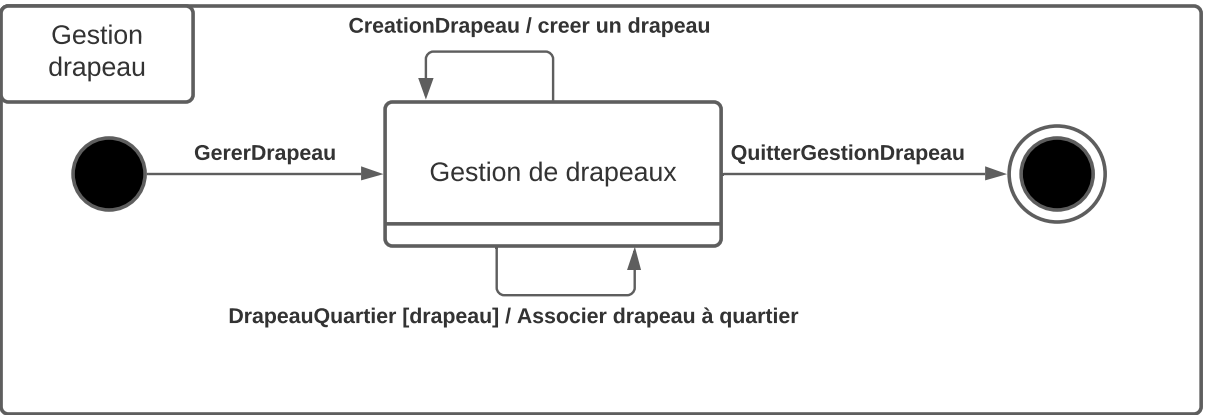 Gestion
drapeau
CreationDrapeau / creer un drapeau
GererDrapeau
Gestion de drapeaux
QuitterGestionDrapeau
DrapeauQuartier [drapeau] / Associer drapeau à quartier